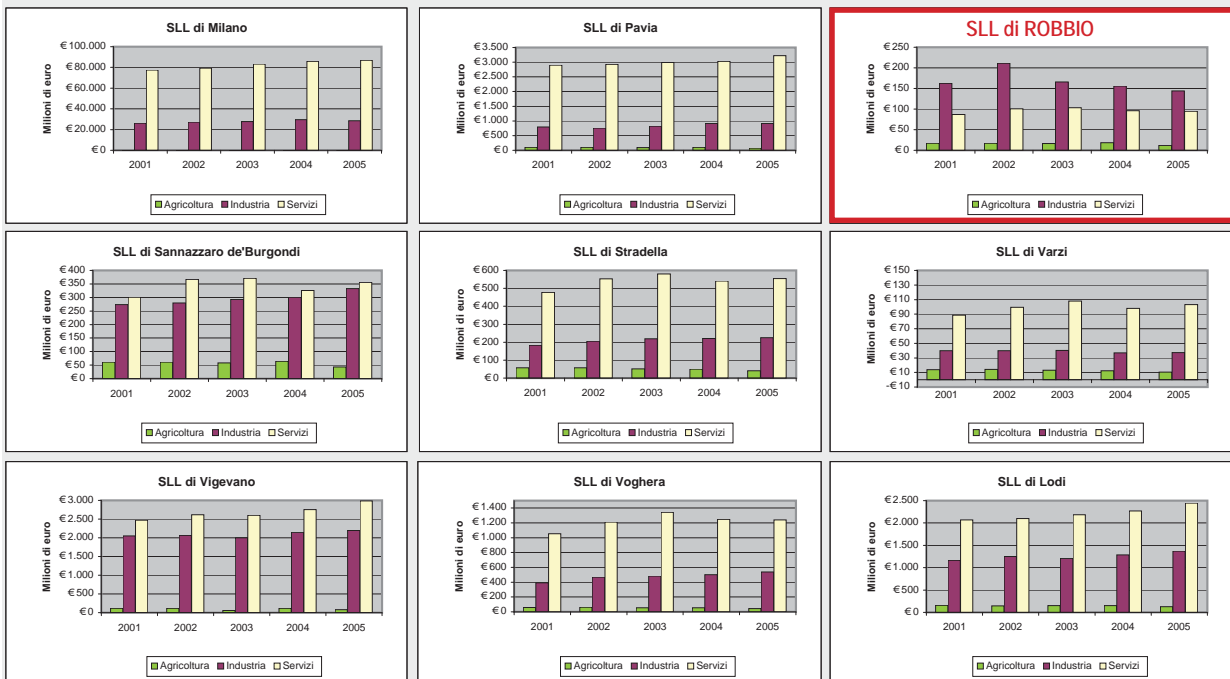 SLL di Milano
Milioni di euro
€100.000
€80.000
€60.000
€40.000
€20.000
€0
2001 2002 2003 2004 2005
Agricoltura Industria Servizi
SLL di Pavia
Milioni di euro
€3.500
€3.000
€2.500
€2.000
€1.500
€1.000
€500
€0
2001 2002 2003 2004 2005
Agricoltura Industria Servizi
SLL di ROBBIO
Milioni di euro
€250
€200
€150
€100
€50
€0
2001 2002 2003 2004 2005
Agricoltura Industria Servizi
SLL di Sannazzaro de'Burgondi
Milioni di euro
€400
€350
€300
€250
€200
€150
€100
€50
€0
2001 2002 2003 2004 2005
Agricoltura Industria Servizi
SLL di Stradella
Milioni di euro
€600
€500
€400
€300
€200
€100
€0
2001 2002 2003 2004 2005
Agricoltura Industria Servizi
SLL di Varzi
Milioni di euro
€150
€130
€110
€90
€70
€50
€30
€10
-€10
2001 2002 2003 2004 2005
Agricoltura Industria Servizi
SLL di Vigevano
Milioni di euro
€3.000
€2.500
€2.000
€1.500
€1.000
€500
€0
2001 2002 2003 2004 2005
Agricoltura Industria Servizi
SLL di Voghera
Milioni di euro
€1.400
€1.200
€1.000
€800
€600
€400
€200
€0
2001 2002 2003 2004 2005
Agricoltura Industria Servizi
SLL di Lodi
Milioni di euro
€2.500
€2.000
€1.500
€1.000
€500
€0
2001 2002 2003 2004 2005
Agricoltura Industria Servizi